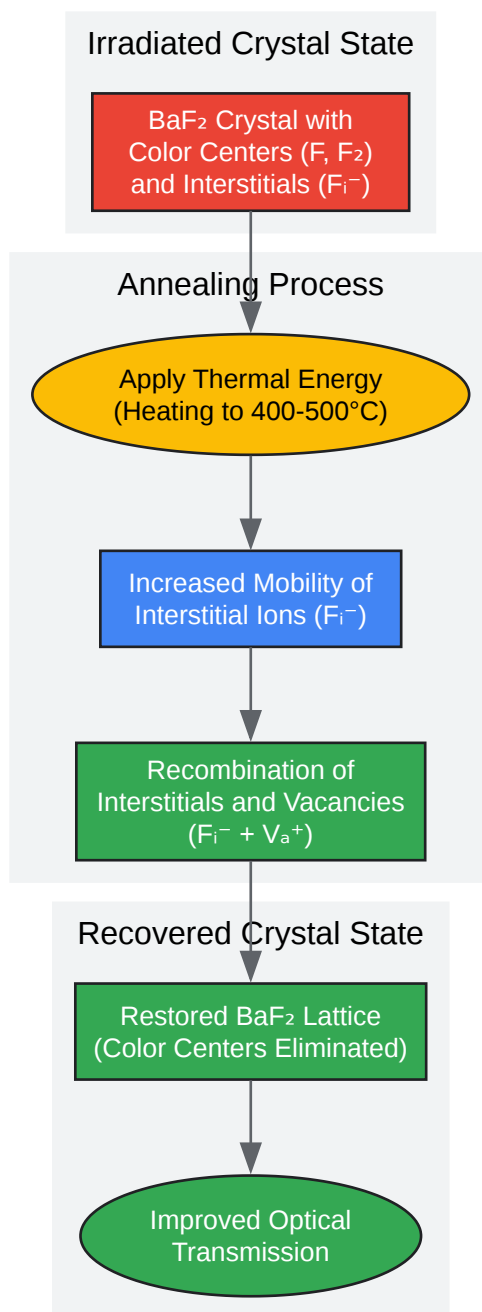 Irradiated Crystal State
BaF₂ Crystal with
Color Centers (F, F₂)
and Interstitials (Fᵢ⁻)
Annealing Process
Apply Thermal Energy
(Heating to 400-500°C)
Increased Mobility of
Interstitial Ions (Fᵢ⁻)
Recombination of
Interstitials and Vacancies
(Fᵢ⁻ + Vₐ⁺)
Recovered Crystal State
Restored BaF₂ Lattice
(Color Centers Eliminated)
Improved Optical
Transmission